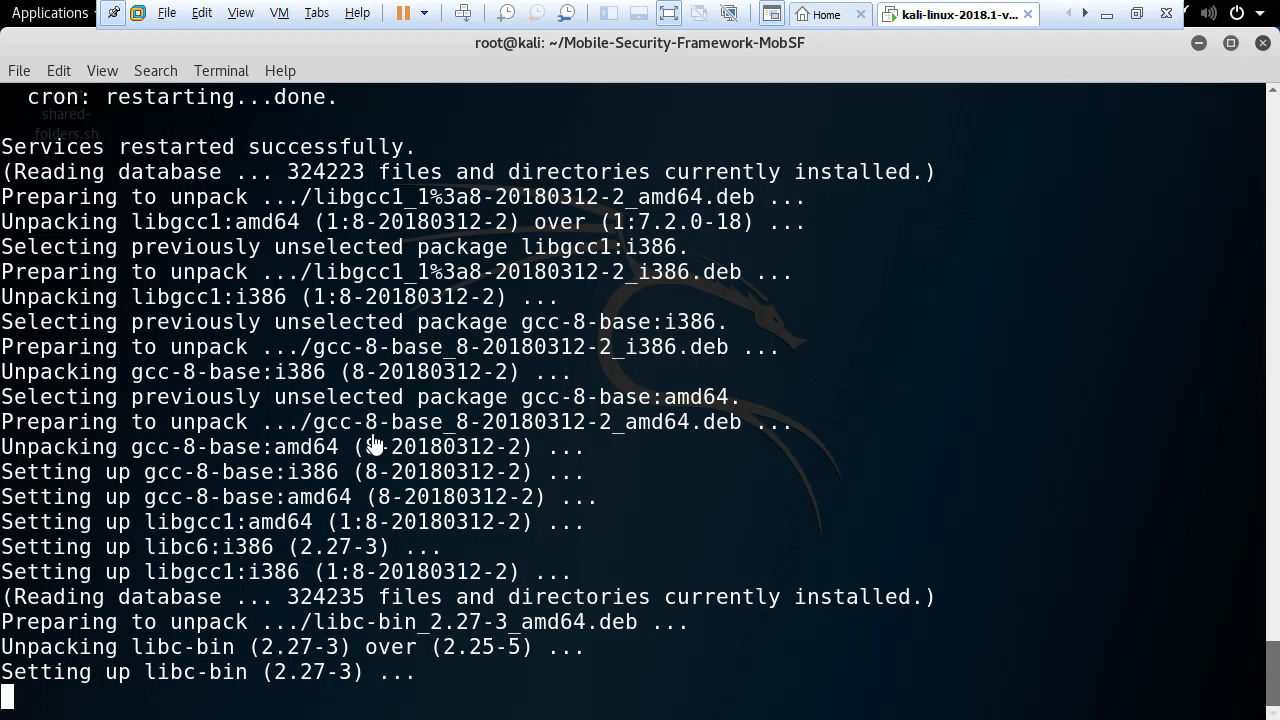 Applications File Edit View VM Tabs Help Home kali-linux-2018.1-v...
root@kali: ~/Mobile-Security-Framework-MobSF
File Edit View Search Terminal Help
cron: restarting...done.
shared-
folders.sh
Services restarted successfully.
(Reading database ... 324223 files and directories currently installed.)
Preparing to unpack .../libgcc1_1%3a8-20180312-2_amd64.deb ...
Unpacking libgcc1:amd64 (1:8-20180312-2) over (1:7.2.0-18) ...
Selecting previously unselected package libgcc1:i386.
Preparing to unpack .../libgcc1_1%3a8-20180312-2_i386.deb ...
Unpacking libgcc1:i386 (1:8-20180312-2) ...
Selecting previously unselected package gcc-8-base:i386.
Preparing to unpack .../gcc-8-base_8-20180312-2_i386.deb ...
Unpacking gcc-8-base:i386 (8-20180312-2) ...
Selecting previously unselected package gcc-8-base:amd64.
Preparing to unpack .../gcc-8-base_8-20180312-2_amd64.deb ...
Unpacking gcc-8-base:amd64 (8-20180312-2) ...
Setting up gcc-8-base:i386 (8-20180312-2) ...
Setting up gcc-8-base:amd64 (8-20180312-2) ...
Setting up libgcc1:amd64 (1:8-20180312-2) ...
Setting up libc6:i386 (2.27-3) ...
Setting up libgcc1:i386 (1:8-20180312-2) ...
(Reading database ... 324235 files and directories currently installed.)
Preparing to unpack .../libc-bin_2.27-3_amd64.deb ...
Unpacking libc-bin (2.27-3) over (2.25-5) ...
Setting up libc-bin (2.27-3) ...